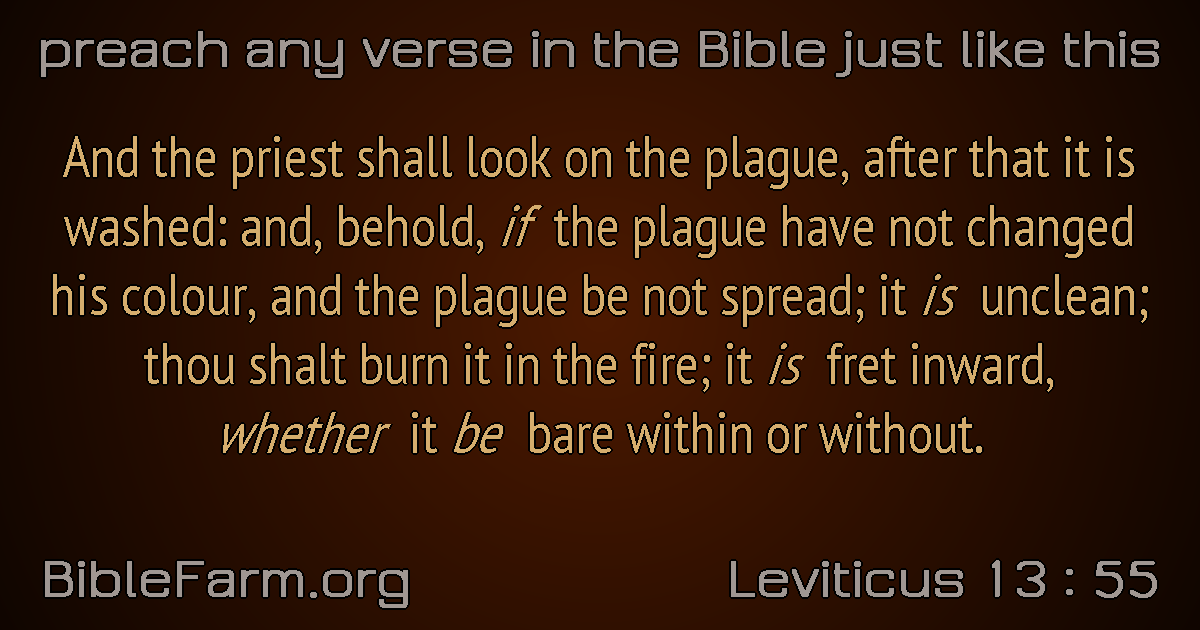 preach any verse in the Bible just like this
And the priest shall look on the plague, after that it is
washed: and, behold, if the plague have not changed
his colour, and the plague be not spread; it is unclean;
thou shalt burn it in the fire; it is fret inward,
whether it be bare within or without.
BibleFarm.org
Leviticus 13 : 55